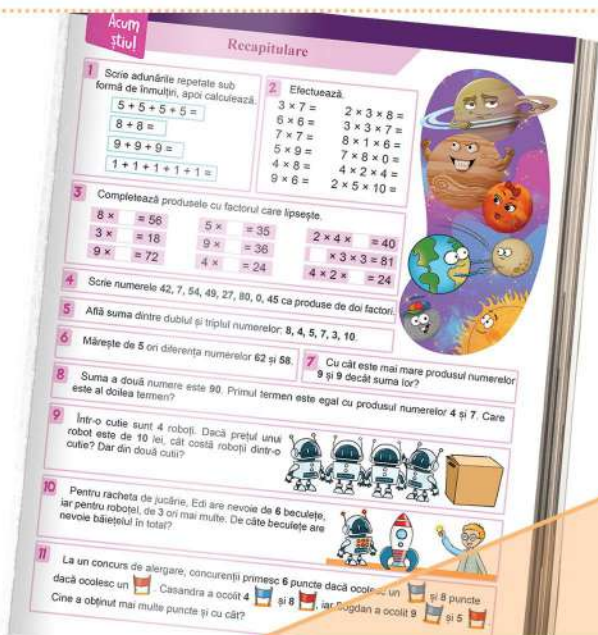 Acum
știu!
Recapitulare
1
Scrie adunările repetate sub
formă de înmulțiri, apoi calculează.
5 + 5 + 5 + 5 =
8 + 8 =
9 + 9 + 9 =
1 + 1 + 1 + 1 + 1 =
2
Efectuează.
3 × 7 =
6 × 6 =
7 × 7 =
5 × 9 =
4 × 8 =
9 × 6 =
2 × 3 × 8 =
3 × 3 × 7 =
8 × 1 × 6 =
7 × 8 × 0 =
4 × 2 × 4 =
2 × 5 × 10 =
3
Completează produsele cu factorul care lipsește.
8 × = 56
3 × = 18
9 × = 72
5 × = 35
9 × = 36
4 × = 24
2 × 4 × = 40
× 3 × 3 = 81
4 × 2 × = 24
4
Scrie numerele 42, 7, 54, 49, 27, 80, 0, 45 ca produse de doi factori.
5
Află suma dintre dublul și triplul numerelor: 8, 4, 5, 7, 3, 10.
6
Mărește de 5 ori diferența numerelor 62 și 58.
7
Cu cât este mai mare produsul numerelor
9 și 9 decât suma lor?
8
Suma a două numere este 90. Primul termen este egal cu produsul numerelor 4 și 7. Care
este al doilea termen?
9
Într-o cutie sunt 4 roboți. Dacă prețul unui
robot este de 10 lei, cât costă roboții dintr-o
cutie? Dar din două cutii?
10
Pentru racheta de jucărie, Edi are nevoie de 6 beculețe,
iar pentru roboțel, de 3 ori mai multe. De câte beculețe are
nevoie băiețelul în total?
11
La un concurs de alergare, concurenții primesc 6 puncte dacă ocolesc un și 8 puncte
dacă ocolesc un . Casandra a ocolit 4 și 8 , iar Bogdan a ocolit 9 și 5 .
Cine a obținut mai multe puncte și cu cât?